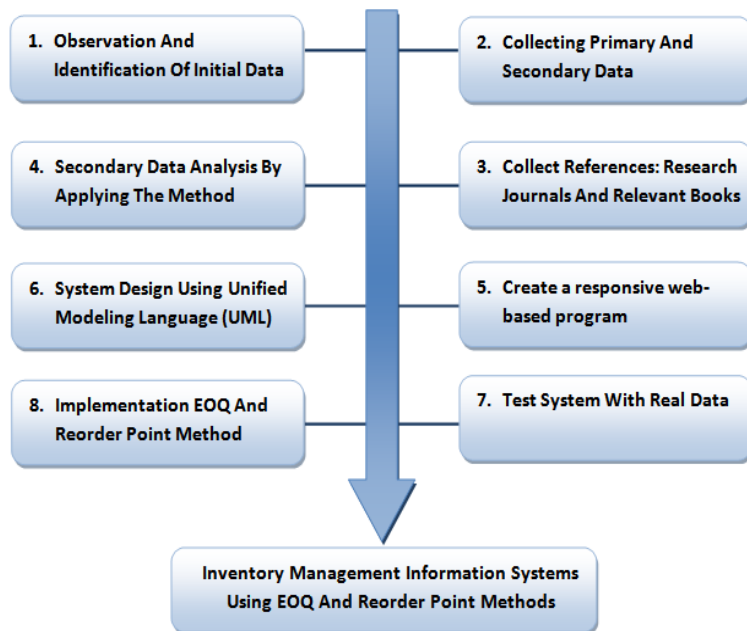 1. Observation And
Identification Of Initial Data
2. Collecting Primary And
Secondary Data
4. Secondary Data Analysis By
Applying The Method
3. Collect References: Research
Journals And Relevant Books
6. System Design Using Unified
Modeling Language (UML)
5. Create a responsive web-
based program
8. Implementation EOQ And
Reorder Point Method
7. Test System With Real Data
Inventory Management Information Systems
Using EOQ And Reorder Point Methods